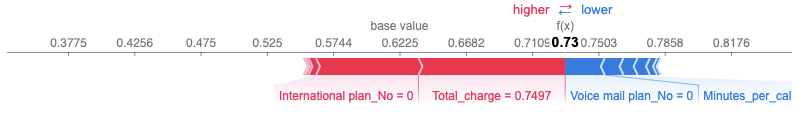 higher ⇄ lower
base value f(x)
0.3775 0.4256 0.475 0.525 0.5744 0.6225 0.6682 0.7109 0.73 0.7503 0.7858 0.8176
International plan_No = 0 Total_charge = 0.7497 Voice mail plan_No = 0 Minutes_per_cal